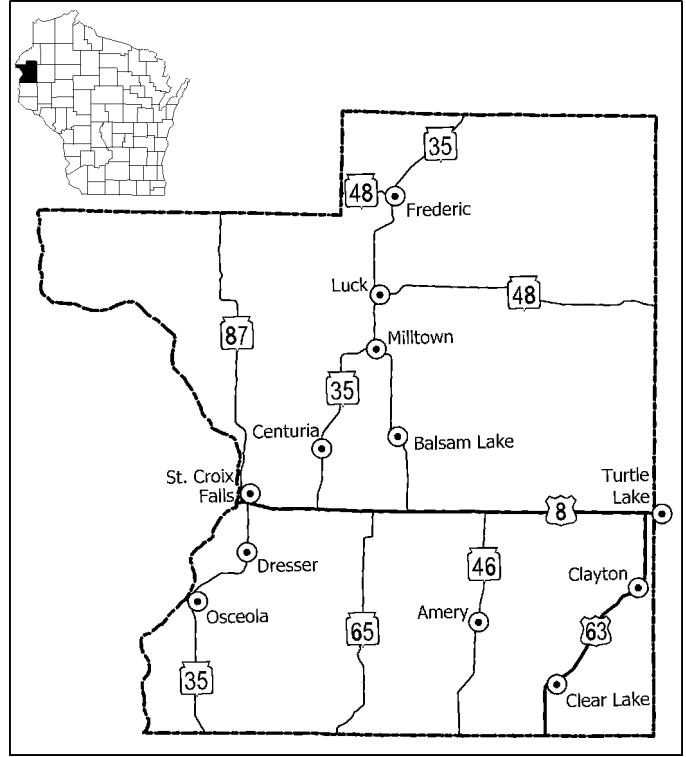 35
48
Frederic
Luck
48
87
Milltown
35
Centuria
Balsam Lake
St. Croix
Falls
Turtle
Lake
8
Dresser
46
Clayton
Osceola
Amery
65
63
35
Clear Lake